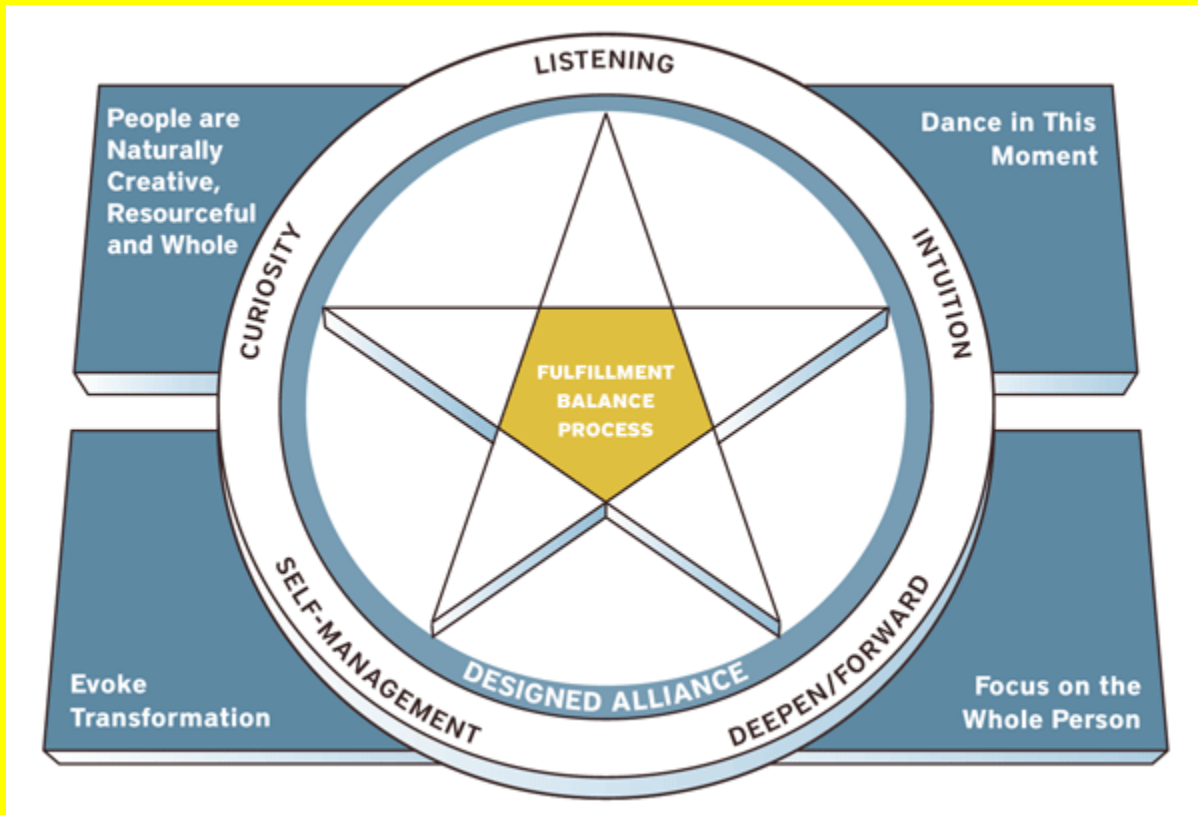 LISTENING
People are
Naturally
Creative,
Resourceful
and Whole
Dance in This
Moment
CURIOSITY
INTUITION
FULFILLMENT
BALANCE
PROCESS
SELF-MANAGEMENT
DESIGNED ALLIANCE
DEEPEN/FORWARD
Evoke
Transformation
Focus on the
Whole Person